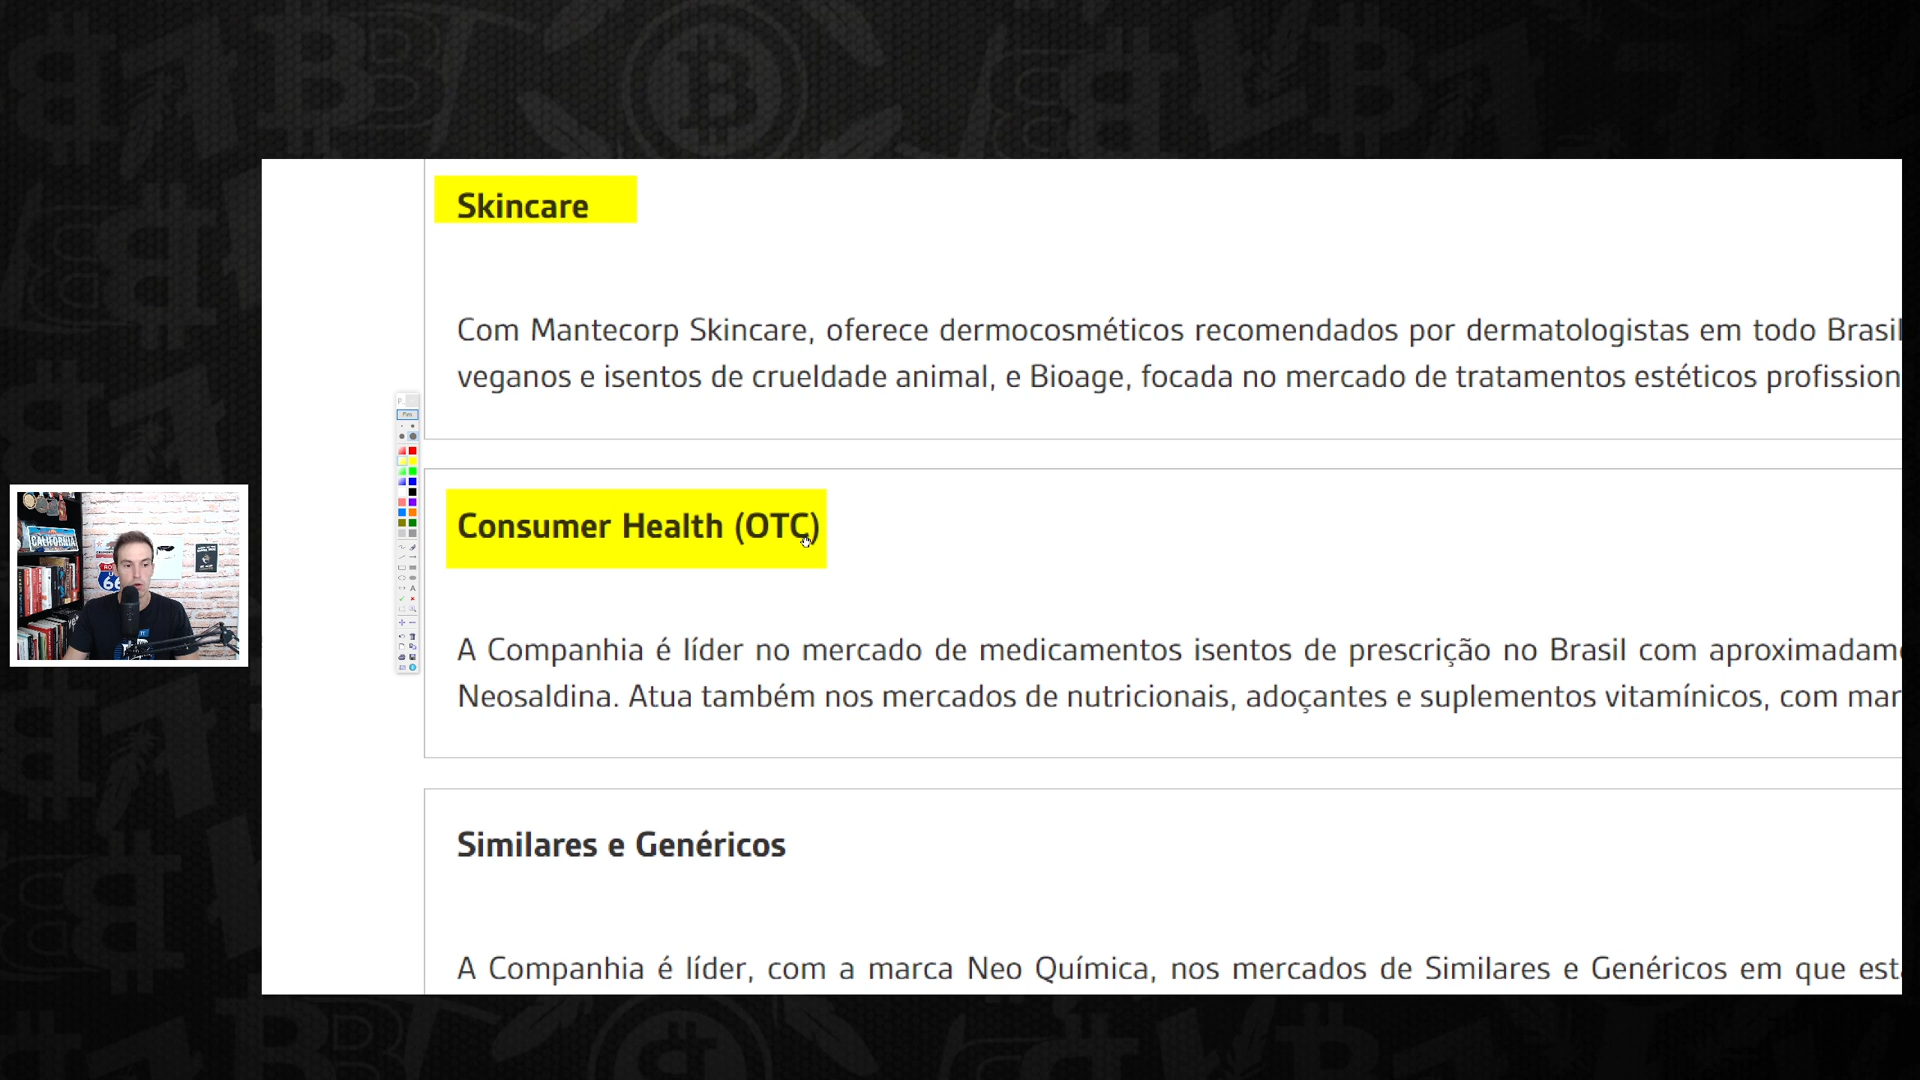 Skincare
Com Mantecorp Skincare, oferece dermocosméticos recomendados por dermatologistas em todo Brasil
veganos e isentos de crueldade animal, e Bioage, focada no mercado de tratamentos estéticos profission
CALIFORNIA
66
Consumer Health (OTC)
A Companhia é líder no mercado de medicamentos isentos de prescrição no Brasil com aproximadam
Neosaldina. Atua também nos mercados de nutricionais, adoçantes e suplementos vitamínicos, com mar
Similares e Genéricos
A Companhia é líder, com a marca Neo Química, nos mercados de Similares e Genéricos em que est